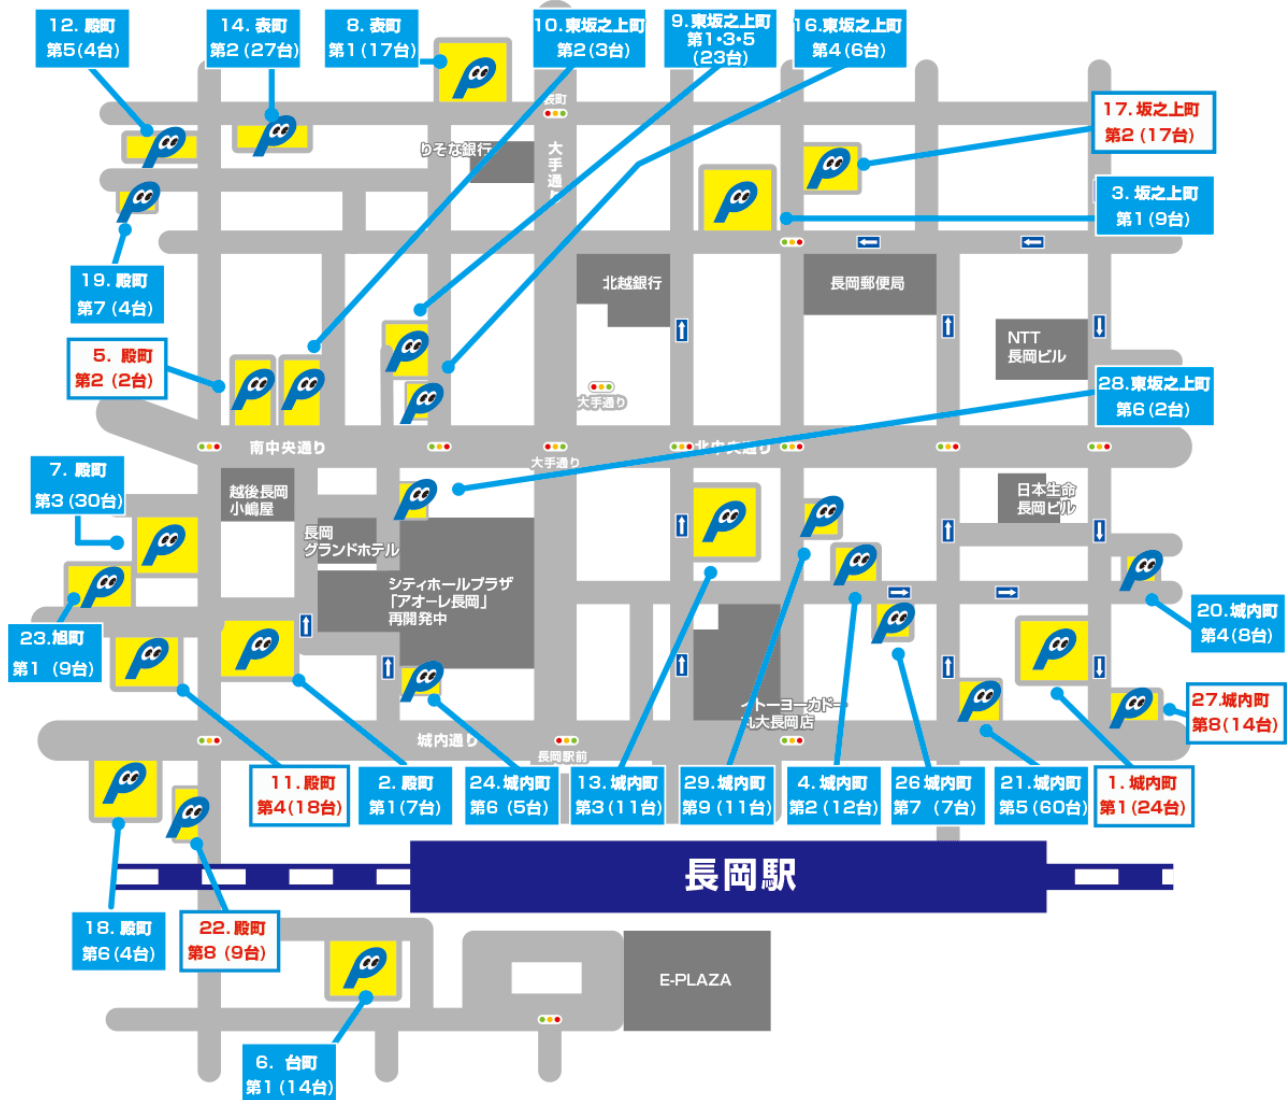 12. 殿町
第5(4台)
14. 表町
第2(27台)
8. 表町
第1(17台)
10.東坂之上町
第2(3台)
9.東坂之上町
第1・3・5
(23台)
16.東坂之上町
第4(6台)
17.坂之上町
第2(17台)
表町
りそな銀行
大手通り
3. 坂之上町
第1(9台)
19. 殿町
第7(4台)
北越銀行
長岡郵便局
NTT
長岡ビル
5. 殿町
第2(2台)
大手通り
28.東坂之上町
第6(2台)
南中央通り
大手通り
北中央通り
7. 殿町
第3(30台)
越後長岡
小嶋屋
日本生命
長岡ビル
長岡
グランドホテル
シティホールプラザ
「アオーレ長岡」
再開発中
23.旭町
第1 (9台)
20.城内町
第4(8台)
27.城内町
第8(14台)
イトーヨーカドー
丸大長岡店
城内通り
長岡駅前
11. 殿町
第4(18台)
2. 殿町
第1(7台)
24.城内町
第6 (5台)
13.城内町
第3(11台)
29.城内町
第9(11台)
4. 城内町
第2(12台)
26 城内町
第7 (7台)
21.城内町
第5(60台)
1. 城内町
第1(24台)
長岡駅
18. 殿町
第6(4台)
22. 殿町
第8 (9台)
E-PLAZA
6. 台町
第1(14台)